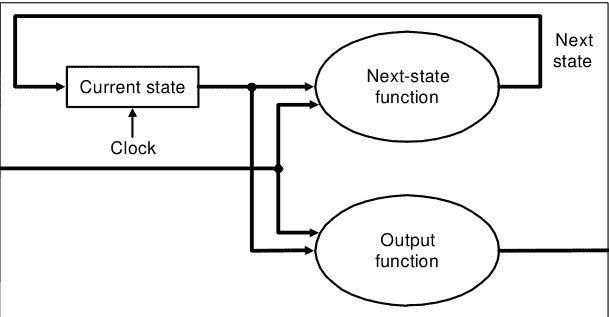 Next
state
Current state
Next-state
function
Clock
Output
function